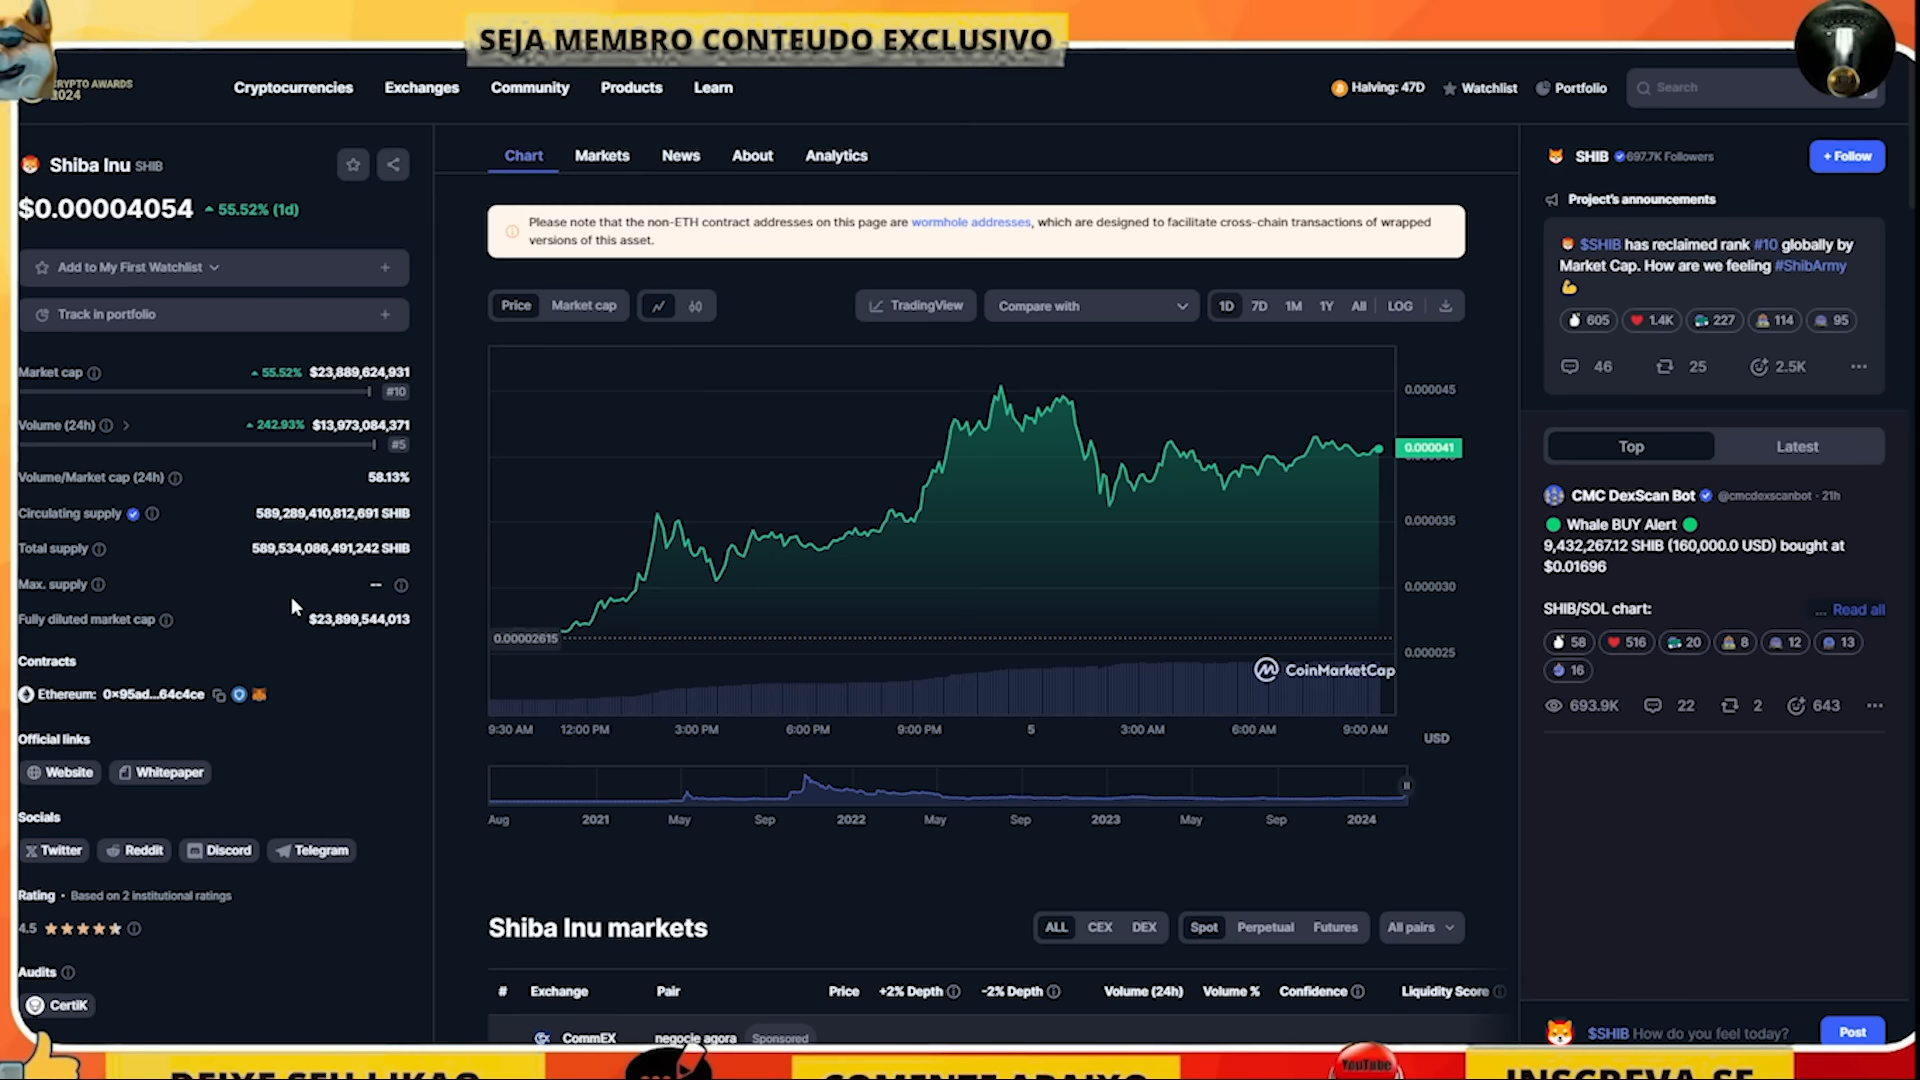 SEJA MEMBRO CONTEUDO EXCLUSIVO
CRYPTO AWARDS
2024
Cryptocurrencies
Exchanges
Community
Products
Learn
Halving: 47D
Watchlist
Portfolio
Search
Shiba Inu SHIB
$0.00004054
55.52% (1d)
Add to My First Watchlist
Track in portfolio
Market cap
55.52% $23,889,624,931
#10
Volume (24h)
242.93% $13,973,084,371
#5
Volume/Market cap (24h)
58.13%
Circulating supply
589,289,410,812,691 SHIB
Total supply
589,534,086,491,242 SHIB
Max. supply
--
Fully diluted market cap
$23,899,544,013
Contracts
Ethereum: 0x95ad...64c4ce
Official links
Website
Whitepaper
Socials
Twitter
Reddit
Discord
Telegram
Rating • Based on 2 institutional ratings
4.5
Audits
CertiK
Chart
Markets
News
About
Analytics
Please note that the non-ETH contract addresses on this page are wormhole addresses, which are designed to facilitate cross-chain transactions of wrapped
versions of this asset.
Price
Market cap
TradingView
Compare with
1D
7D
1M
1Y
All
LOG
0.000045
0.000041
0.000035
0.000030
0.000025
0.00002615
CoinMarketCap
9:30 AM
12:00 PM
3:00 PM
6:00 PM
9:00 PM
5
3:00 AM
6:00 AM
9:00 AM
USD
Aug
2021
May
Sep
2022
May
Sep
2023
May
Sep
2024
Shiba Inu markets
ALL
CEX
DEX
Spot
Perpetual
Futures
All pairs
#
Exchange
Pair
Price
+2% Depth
-2% Depth
Volume (24h)
Volume %
Confidence
Liquidity Score
CommEX
negocie agora
Sponsored
SHIB
697.7K Followers
+ Follow
Project's announcements
$SHIB has reclaimed rank #10 globally by
Market Cap. How are we feeling #ShibArmy
605
1.4K
227
114
95
46
25
2.5K
Top
Latest
CMC DexScan Bot @cmcdexscanbot · 21h
Whale BUY Alert
9,432,267.12 SHIB (160,000.0 USD) bought at
$0.01696
SHIB/SOL chart:
... Read all
58
516
20
8
12
13
16
693.9K
22
2
643
$SHIB How do you feel today?
Post
DEIXE SEU LIKAO
COMENTE ABAIXO
YouTube
INSCREVA-SE